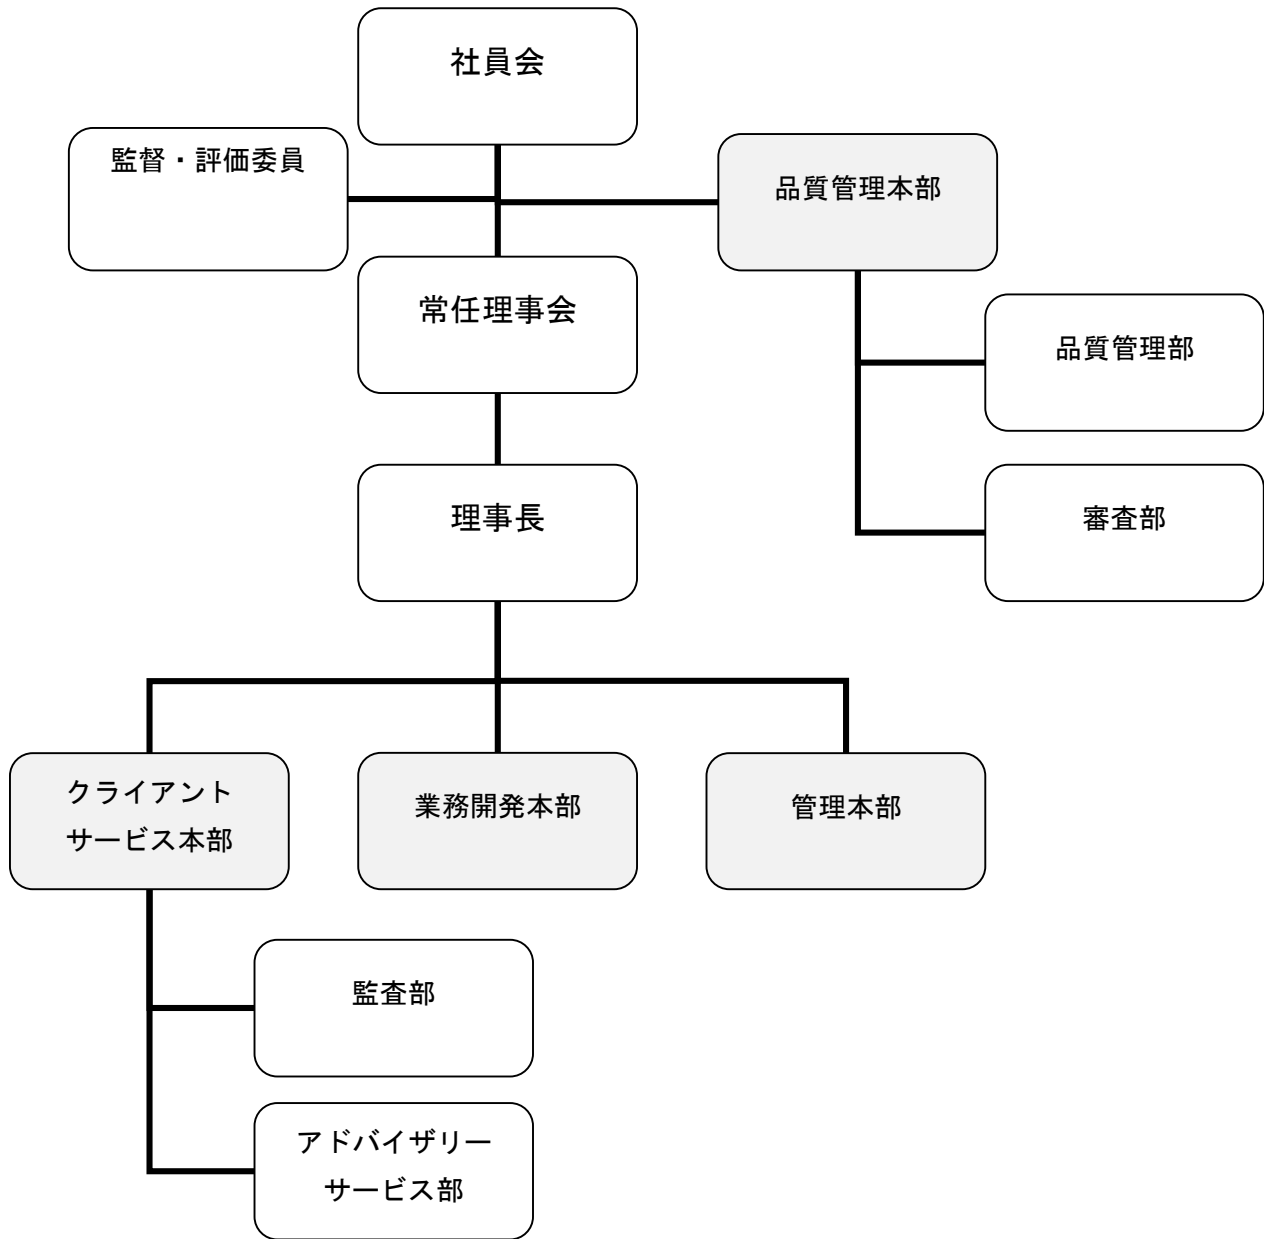 社員会
監督・評価委員
品質管理本部
常任理事会
品質管理部
理事長
審査部
クライアント
サービス本部
業務開発本部
管理本部
監査部
アドバイザリー
サービス部